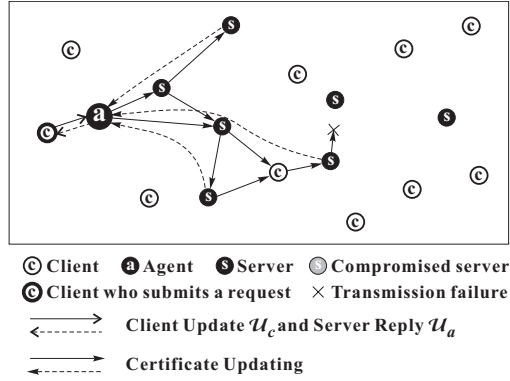 s
c
c
c
c
s
s
a
s
s
c
s
c
c
c
c
s
c
c Client a Agent s Server s Compromised server
c Client who submits a request × Transmission failure
Client Update 𝒰c and Server Reply 𝒰a
Certificate Updating